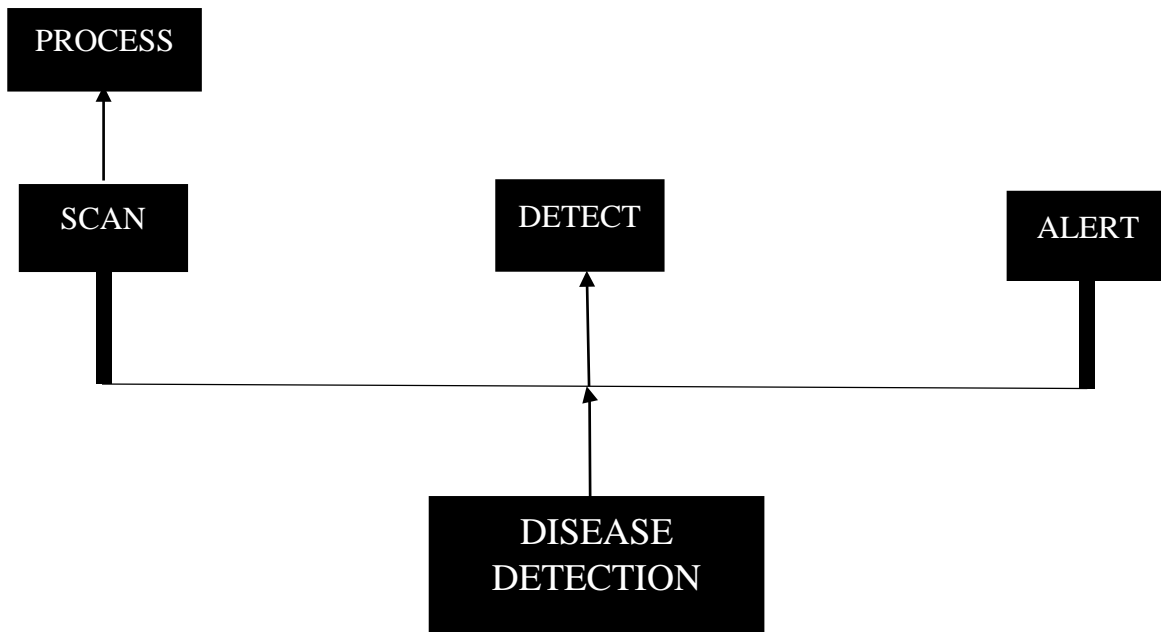 PROCESS
SCAN
DETECT
ALERT
DISEASE
DETECTION